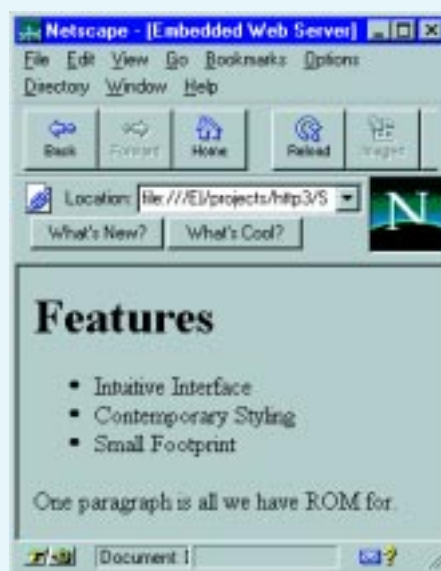 Netscape - [Embedded Web Server]
File Edit View Go Bookmarks Options
Directory Window Help
Back Forward Home Reload Images
Location: file:///E|/projects/http3/S
What's New? What's Cool?
N
Features
• Intuitive Interface
• Contemporary Styling
• Small Footprint
One paragraph is all we have ROM for.
Document: